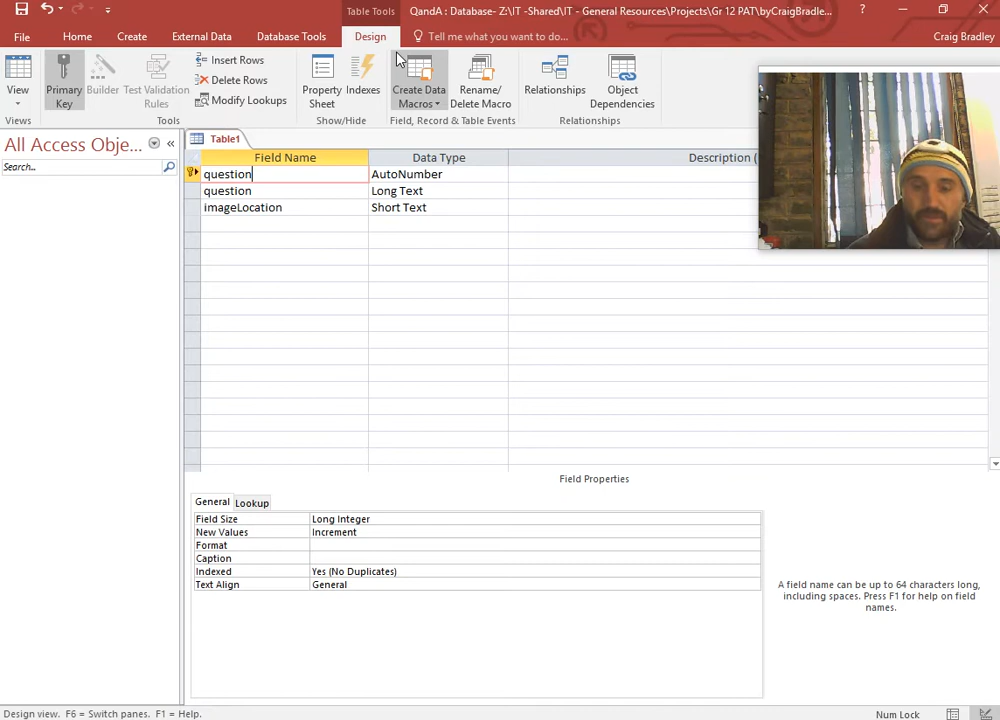 Table Tools
QandA : Database- Z:\IT -Shared\IT - General Resources\Projects\Gr 12 PAT\byCraigBradle...
?
File
Home
Create
External Data
Database Tools
Design
Tell me what you want to do...
Craig Bradley
View
Primary Key
Builder
Test Validation Rules
Insert Rows
Delete Rows
Modify Lookups
Property Sheet
Indexes
Create Data Macros
Rename/ Delete Macro
Relationships
Object Dependencies
Views
Tools
Show/Hide
Field, Record & Table Events
Relationships
All Access Obje...
Search...
Table1
Field Name
Data Type
Description (
question
AutoNumber
question
Long Text
imageLocation
Short Text
Field Properties
General
Lookup
Field Size
Long Integer
New Values
Increment
Format
Caption
Indexed
Yes (No Duplicates)
Text Align
General
A field name can be up to 64 characters long,
including spaces. Press F1 for help on field
names.
Design view. F6 = Switch panes. F1 = Help.
Num Lock